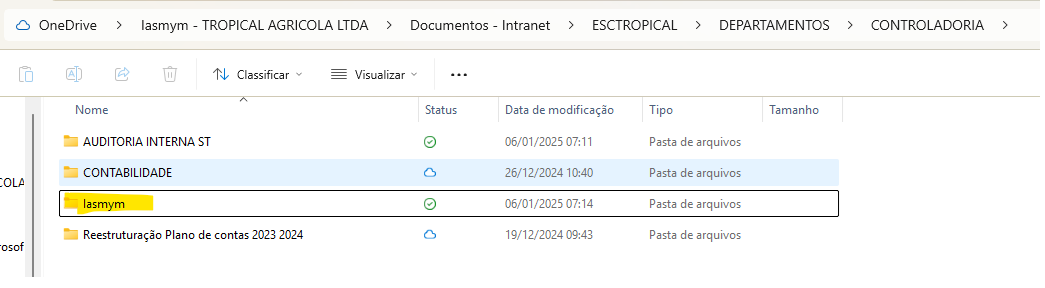 OneDrive > Iasmym - TROPICAL AGRICOLA LTDA > Documentos - Intranet > ESCTROPICAL > DEPARTAMENTOS > CONTROLADORIA >
Classificar Visualizar ...
Nome Status Data de modificação Tipo Tamanho
AUDITORIA INTERNA ST 06/01/2025 07:11 Pasta de arquivos
CONTABILIDADE 26/12/2024 10:40 Pasta de arquivos
COLA
Iasmym 06/01/2025 07:14 Pasta de arquivos
Reestruturação Plano de contas 2023 2024 19/12/2024 09:43 Pasta de arquivos
rosof